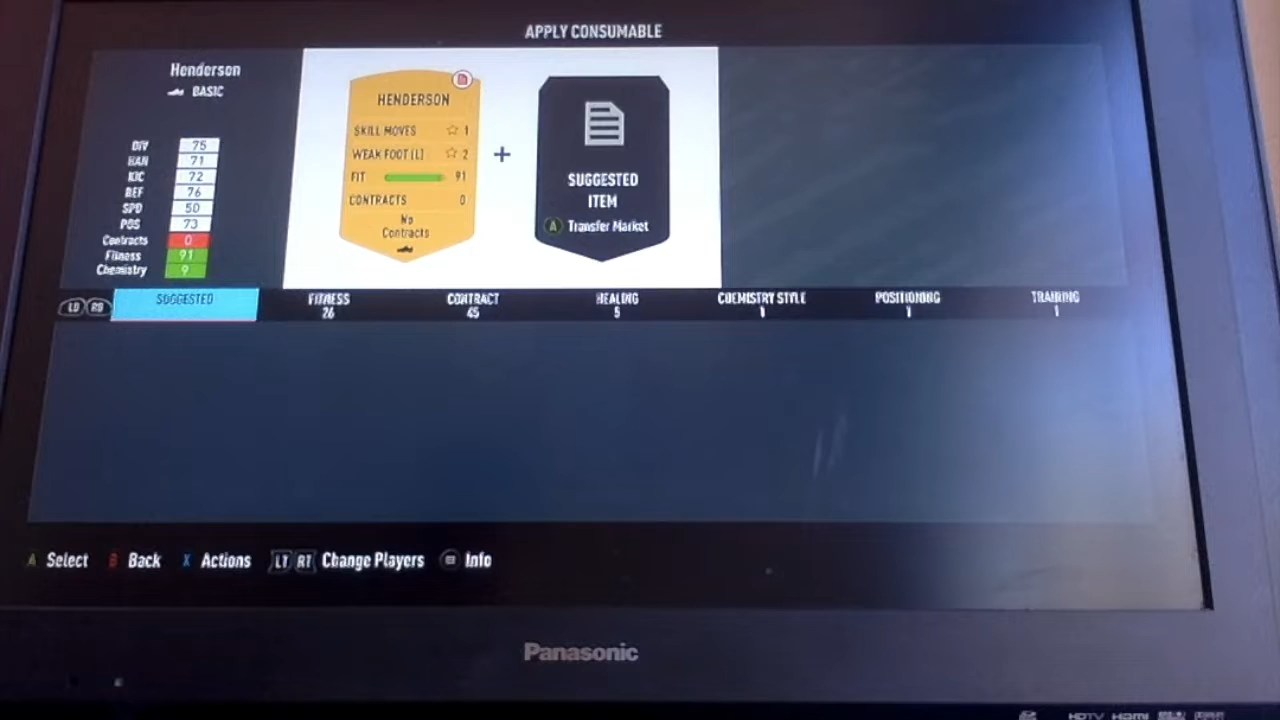 APPLY CONSUMABLE
Henderson
BASIC
DIV 75
HAN 71
KIC 72
REF 76
SPD 50
POS 73
Contracts 0
Fitness 91
Chemistry 9
HENDERSON
SKILL MOVES 1
WEAK FOOT (L) 2
FIT 91
CONTRACTS 0
No
Contracts
+
SUGGESTED
ITEM
A Transfer Market
SUGGESTED
FITNESS
26
CONTRACT
45
HEALING
5
CHEMISTRY STYLE
1
POSITIONING
1
TRAINING
1
A Select B Back X Actions LT RT Change Players Info
Panasonic
HDTV HDMI